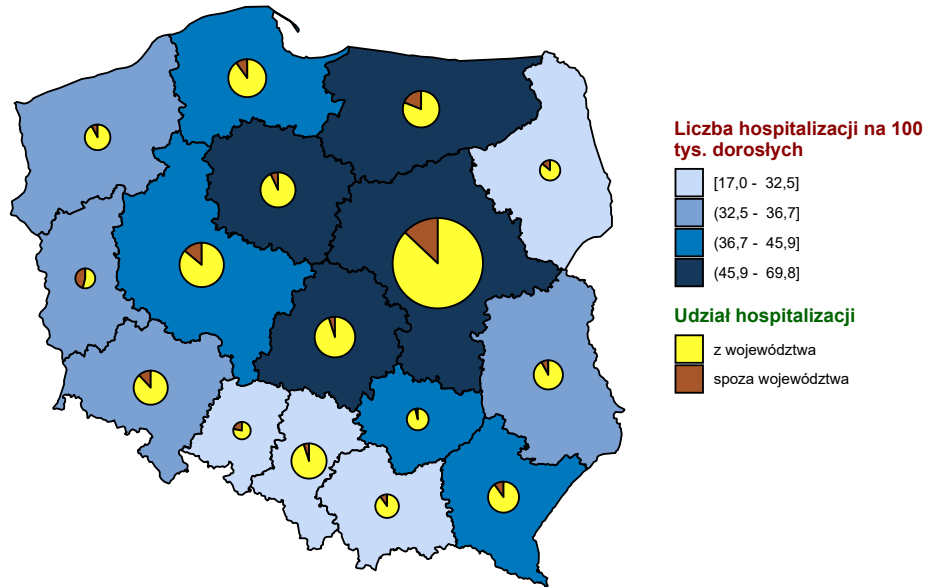 Liczba hospitalizacji na 100
tys. dorosłych
[17,0 - 32,5]
(32,5 - 36,7]
(36,7 - 45,9]
(45,9 - 69,8]
Udział hospitalizacji
z województwa
spoza województwa